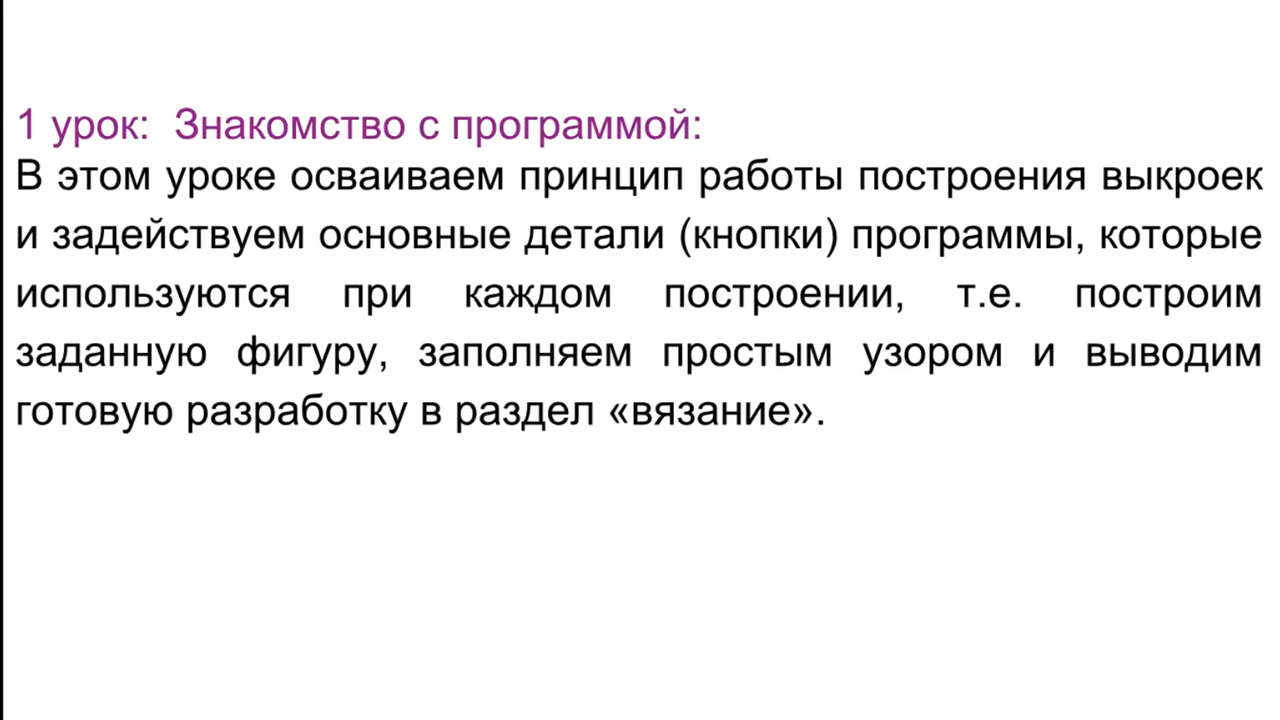 1 урок:  Знакомство с программой:
В этом уроке осваиваем принцип работы построения выкроек
и задействуем основные детали (кнопки) программы, которые
используются при каждом построении, т.е. построим
заданную фигуру, заполняем простым узором и выводим
готовую разработку в раздел «вязание».